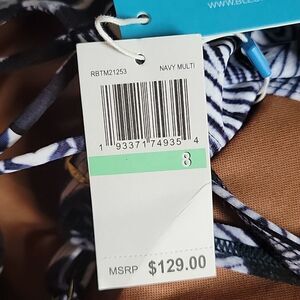 RBTM21253 NAVY MULTI
1 93371 74935 4
8
MSRP $129.00